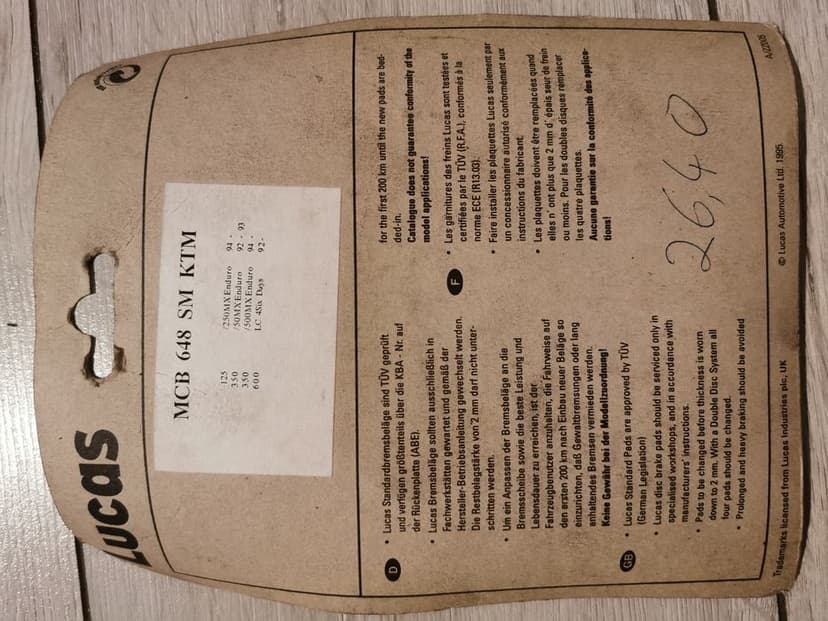 Lucas
MCB 648 SM KTM
125 /250MXEnduro 94 -
350 /50MXEnduro 92 - 93
350 /500MXEnduro 94 -
600 LC 4Six Days 92 -
D
• Lucas Standardbremsbeläge sind TÜV geprüft
und verfügen größtenteils über die KBA - Nr. auf
der Rückenplatte (ABE).
• Lucas Bremsbeläge sollten ausschließlich in
Fachwerkstätten gewartet und gemäß der
Hersteller-Betriebsanleitung gewechselt werden.
Die Restbelagstärke von 2 mm darf nicht unter-
schritten werden.
• Um ein Anpassen der Bremsbeläge an die
Bremsscheibe sowie die beste Leistung und
Lebensdauer zu erreichen, ist der
Fahrzeugbenutzer anzuhalten, die Fahrweise auf
den ersten 200 km nach Einbau neuer Beläge so
einzurichten, daß Gewaltbremsungen oder lang
anhaltendes Bremsen vermieden werden.
Keine Gewähr bei der Modellzuordnung!
GB
• Lucas Standard Pads are approved by TÜV
(German Legislation)
• Lucas disc brake pads should be serviced only in
specialised workshops, and in accordance with
manufacturers' instructions.
• Pads to be changed before thickness is worn
down to 2 mm. With a Double Disc System all
four pads should be changed.
• Prolonged and heavy braking should be avoided
for the first 200 km until the new pads are bed-
ded-in.
Catalogue does not guarantee conformity of the
model applications!
F
• Les garnitures des freins Lucas sont testées et
certifiées par le TÜV (R.F.A.), conformés à la
norme ECE (R13.03).
• Faire installer les plaquettes Lucas seulement par
un concessionnaire autorisé conformément aux
instructions du fabricant.
• Les plaquettes doivent être remplacées quand
elles n' ont plus que 2 mm d' épais seur de frein
ou moins. Pour les doubles disques remplacer
les quatre plaquettes.
Aucune garantie sur la conformité des applica-
tions!
26,40
Trademarks licensed from Lucas Industries plc, UK
© Lucas Automotive Ltd. 1995